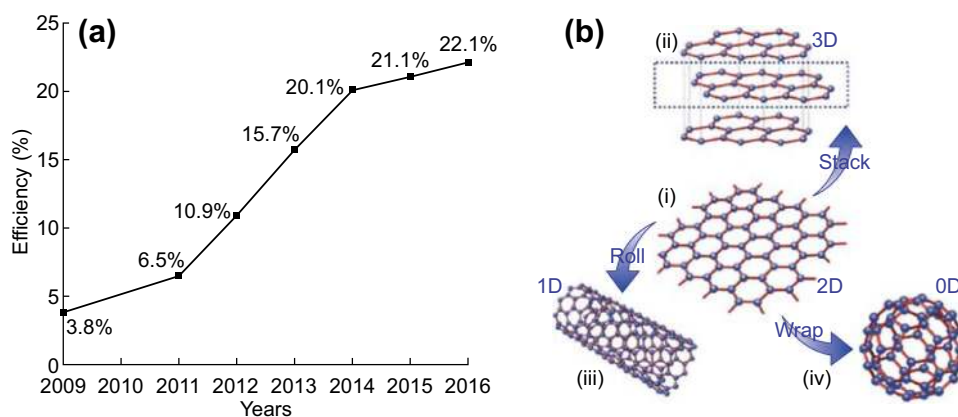 (a)
25
20
15
10
5
0
Efficiency (%)
3.8%
6.5%
10.9%
15.7%
20.1%
21.1%
22.1%
2009 2010 2011 2012 2013 2014 2015 2016
Years
(b)
(ii)
3D
Stack
(i)
Roll
1D
2D
0D
Wrap
(iii)
(iv)